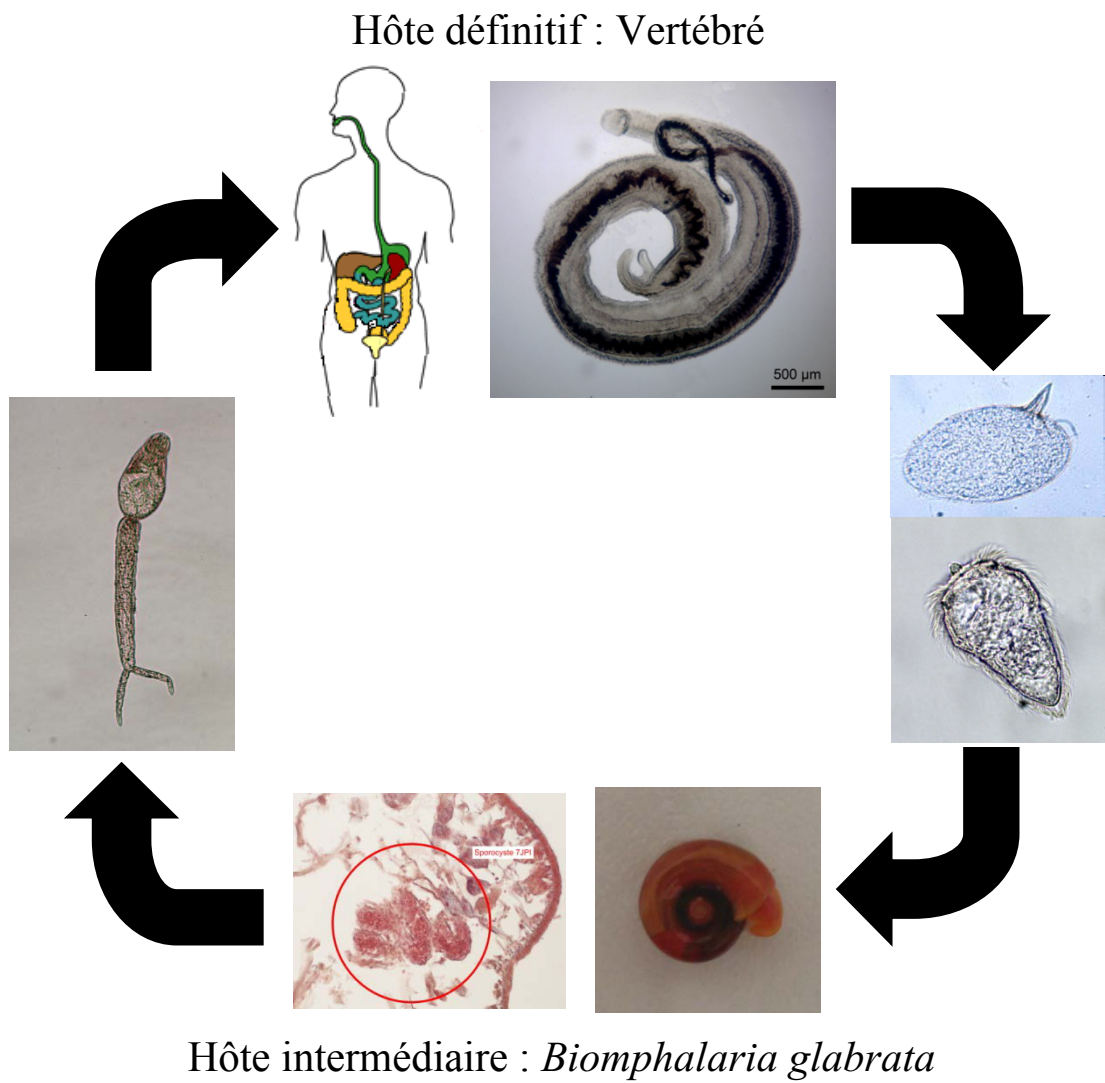 Hôte définitif : Vertébré
500 µm
Sporocyste 7JPI
Hôte intermédiaire : Biomphalaria glabrata